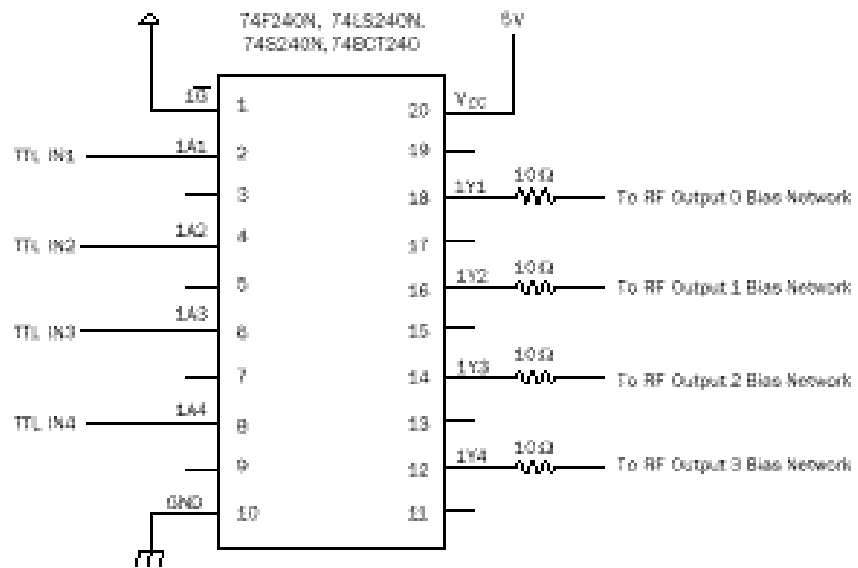 74F240N, 74LS240N,
74S240N, 74BCT240
5V
1G̅
1
20
VCC
TTL IN1
1A1
2
19
3
18
1Y1
10Ω
To RF Output 0 Bias Network
TTL IN2
1A2
4
17
5
16
1Y2
10Ω
To RF Output 1 Bias Network
TTL IN3
1A3
6
15
7
14
1Y3
10Ω
To RF Output 2 Bias Network
TTL IN4
1A4
8
13
9
12
1Y4
10Ω
To RF Output 3 Bias Network
GND
10
11